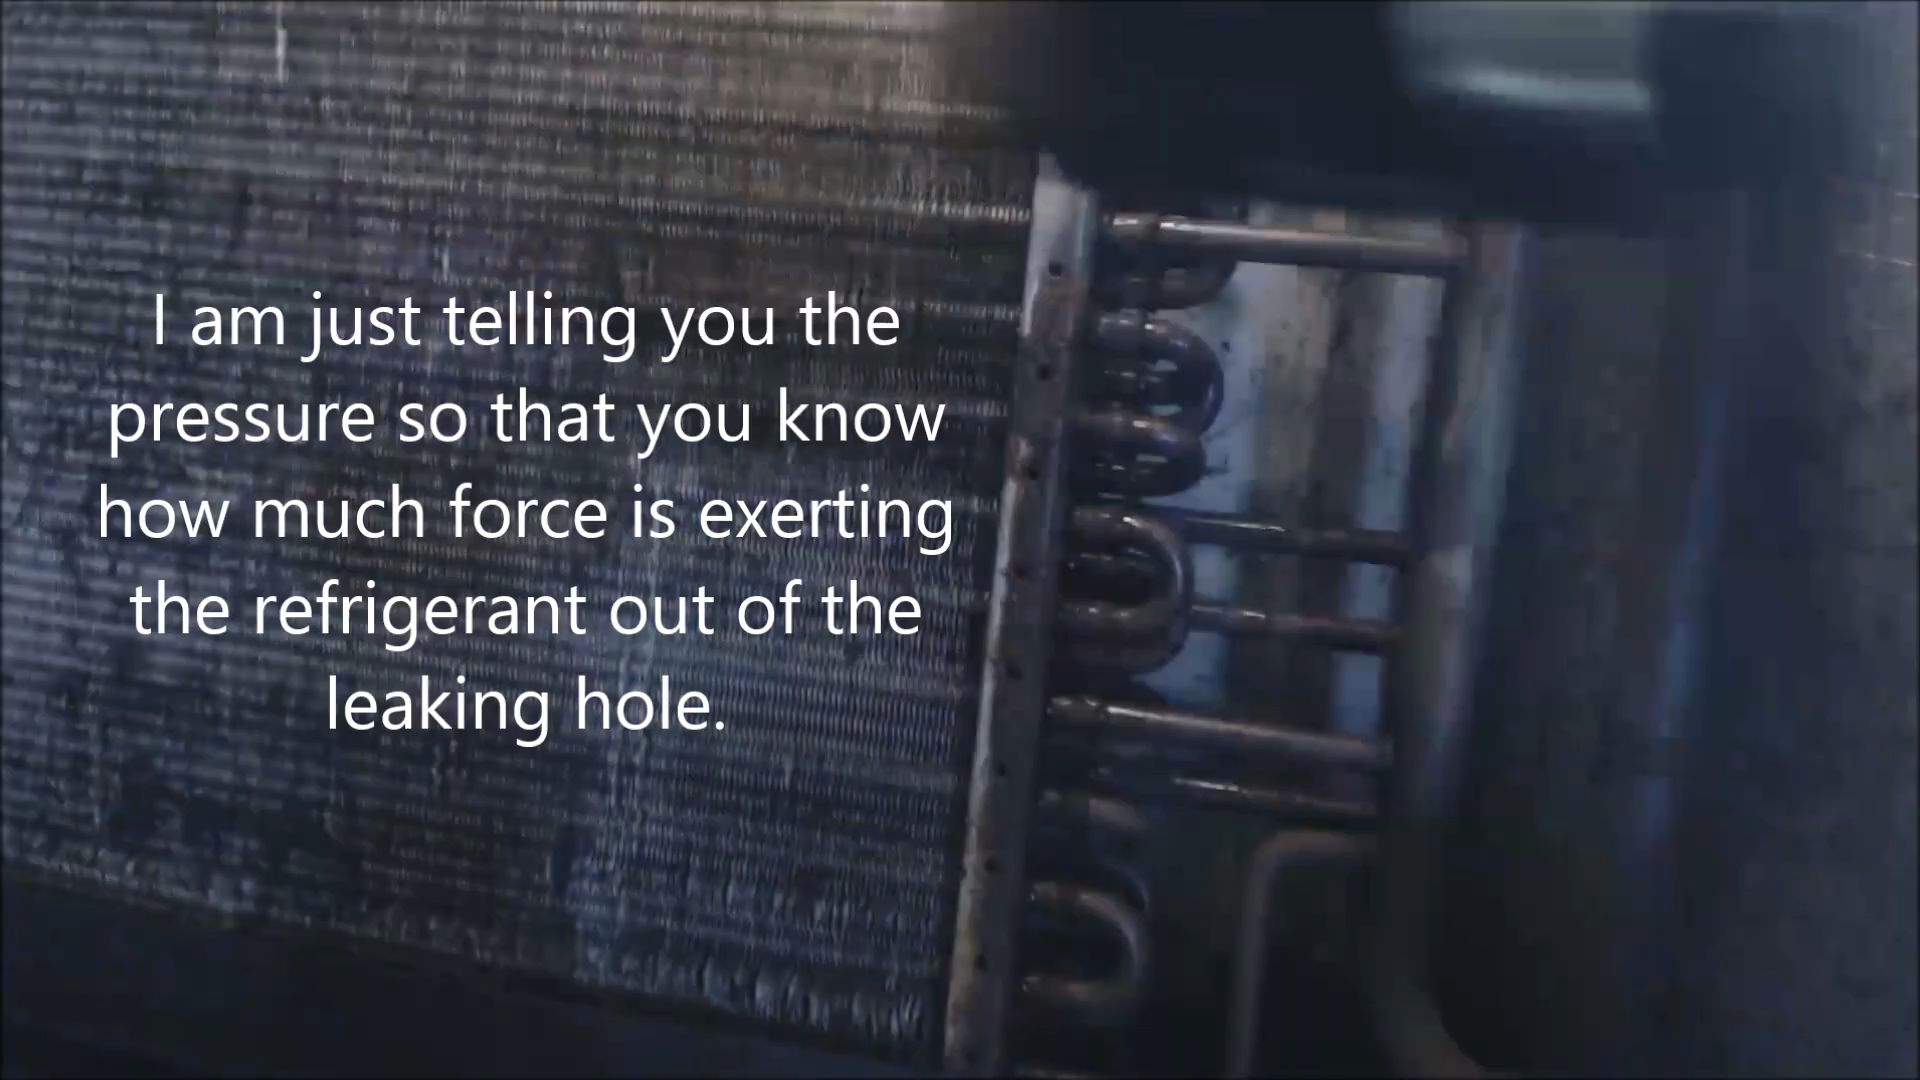 I am just telling you the
pressure so that you know
how much force is exerting
the refrigerant out of the
leaking hole.